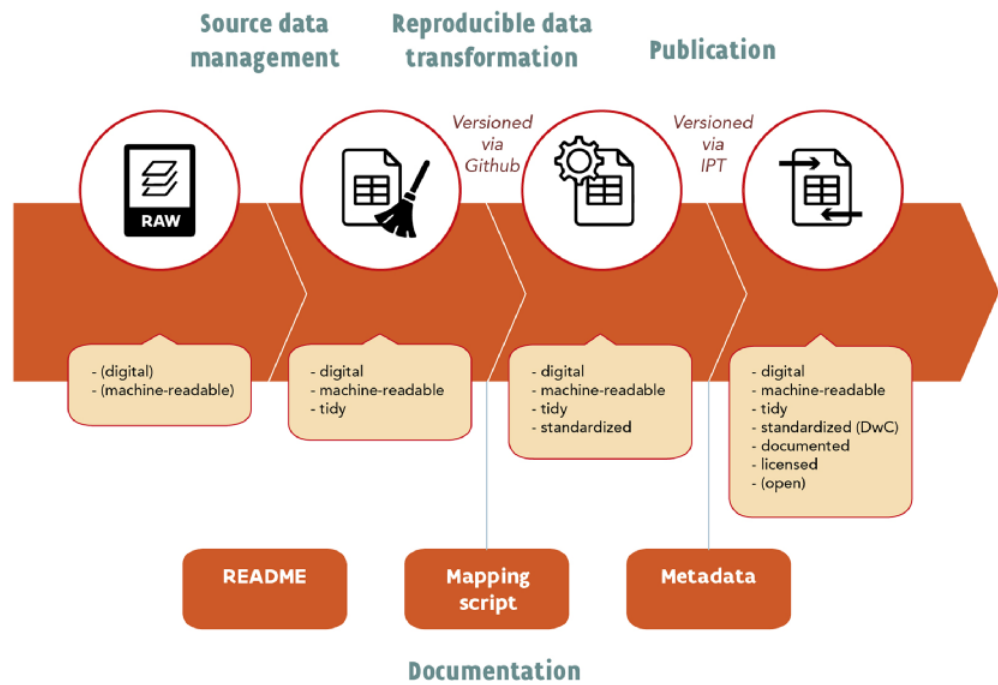 Source data
management
Reproducible data
transformation
Publication
Versioned
via
Github
Versioned
via
IPT
RAW
- (digital)
- (machine-readable)
- digital
- machine-readable
- tidy
- digital
- machine-readable
- tidy
- standardized
- digital
- machine-readable
- tidy
- standardized (DwC)
- documented
- licensed
- (open)
README
Mapping
script
Metadata
Documentation